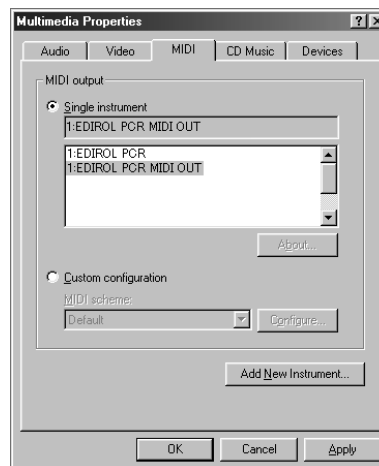 Multimedia Properties
Audio Video MIDI CD Music Devices
MIDI output
Single instrument
1:EDIROL PCR MIDI OUT
1:EDIROL PCR
1:EDIROL PCR MIDI OUT
About...
Custom configuration
MIDI scheme:
Default Configure...
Add New Instrument...
OK Cancel Apply